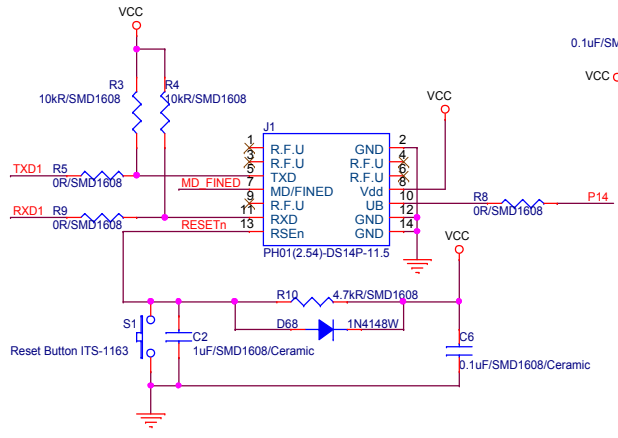 VCC
0.1uF/SM
R3
R4
10kR/SMD1608
10kR/SMD1608
VCC
VCC
J1
1
R.F.U
GND
2
3
R.F.U
R.F.U
4
TXD1
R5
5
TXD
R.F.U
6
0R/SMD1608
MD_FINED
7
MD/FINED
Vdd
8
9
R.F.U
UB
10
R8
P14
RXD1
R9
11
RXD
GND
12
0R/SMD1608
0R/SMD1608
RESETn
13
RSEn
GND
14
PH01(2.54)-DS14P-11.5
VCC
R10
4.7kR/SMD1608
S1
D68
1N4148W
C2
C6
Reset Button ITS-1163
1uF/SMD1608/Ceramic
0.1uF/SMD1608/Ceramic